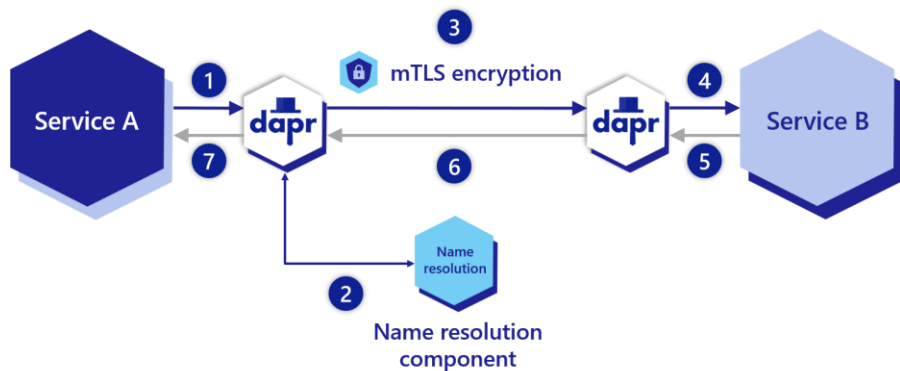 3
mTLS encryption
1
4
Service A
dapr
dapr
Service B
7
6
5
Name
resolution
2
Name resolution
component